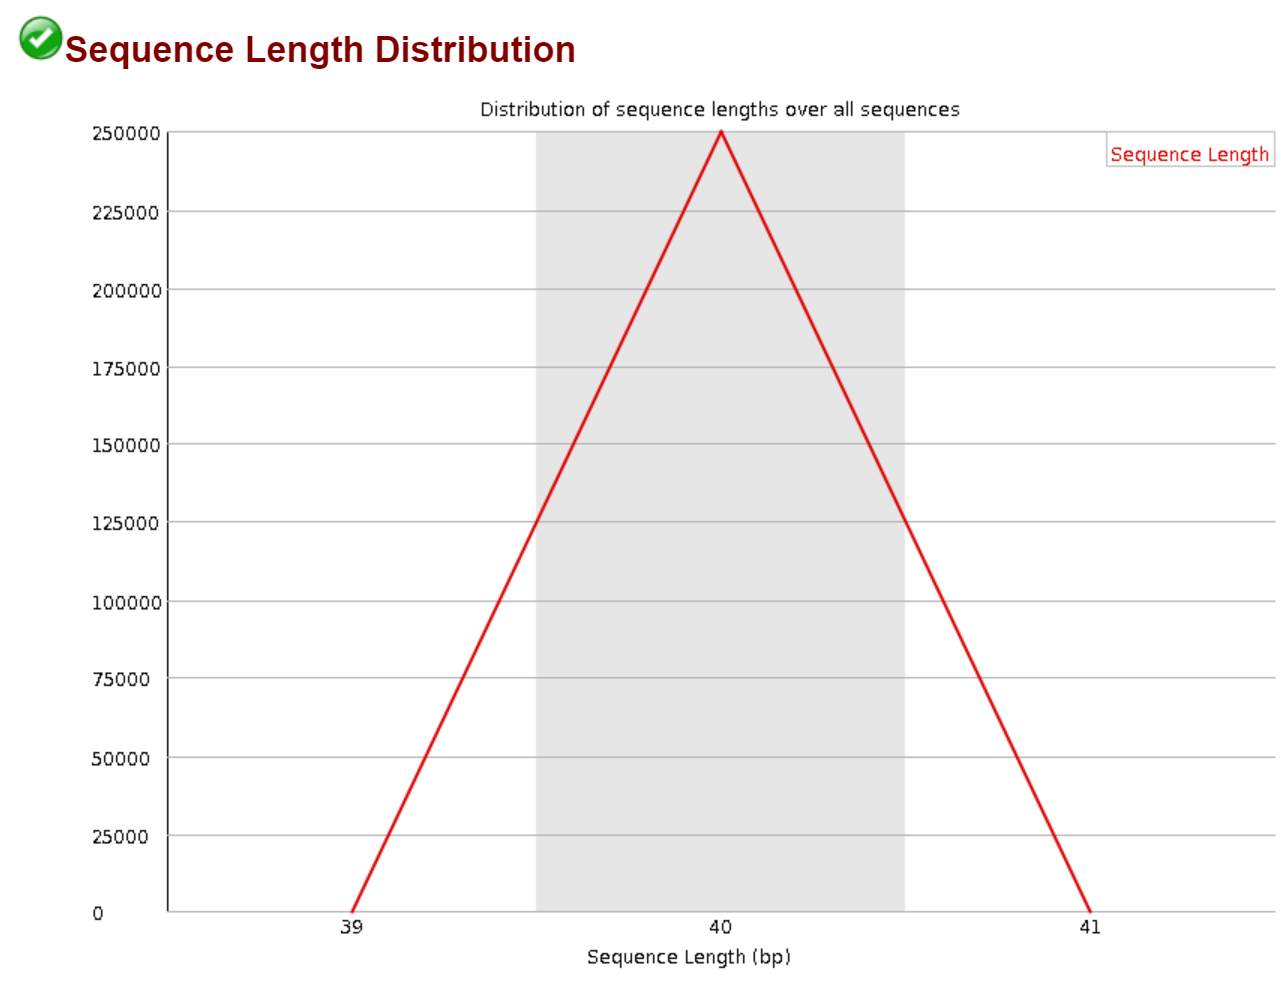 Sequence Length Distribution
Distribution of sequence lengths over all sequences
Sequence Length
250000
225000
200000
175000
150000
125000
100000
75000
50000
25000
0
39 40 41
Sequence Length (bp)